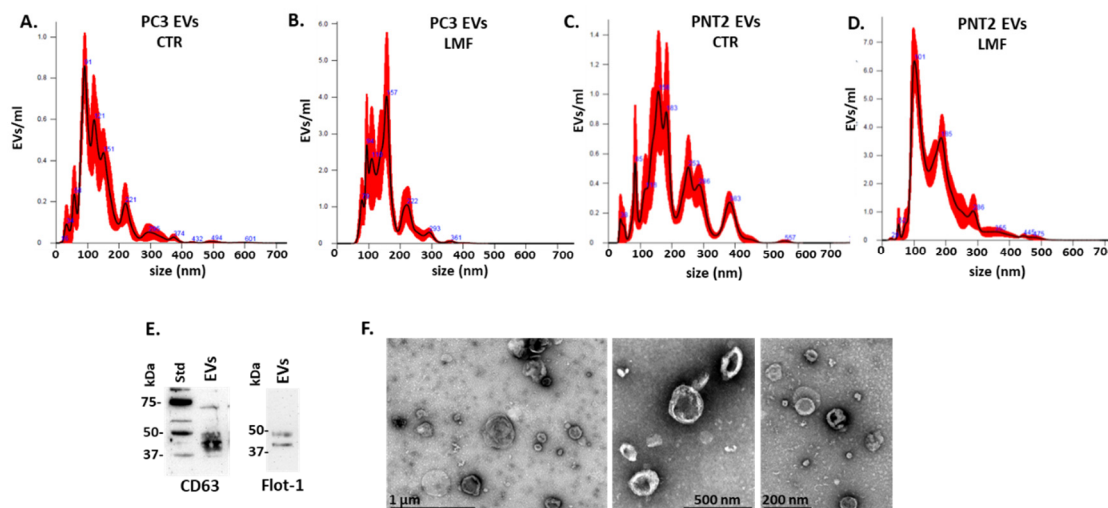 A.
PC3 EVs
CTR
EVs/ml
1.0
0.8
0.6
0.4
0.2
0
91
121
151
221
374
432
494
601
0 100 200 300 400 500 600 700
size (nm)
B.
PC3 EVs
LMF
EVs/ml
6.0
5.0
4.0
3.0
2.0
1.0
0
157
222
293
361
0 100 200 300 400 500 600 700
size (nm)
C.
PNT2 EVs
CTR
EVs/ml
1.4
1.2
1.0
0.8
0.6
0.4
0.2
0
183
253
286
383
557
0 100 200 300 400 500 600 700
size (nm)
D.
PNT2 EVs
LMF
EVs/ml
7.0
6.0
5.0
4.0
3.0
2.0
1.0
0
101
185
286
355
445
475
0 100 200 300 400 500 600
size (nm)
E.
kDa
Std
EVs
75-
50-
37-
CD63
kDa
EVs
50-
37-
Flot-1
F.
1 µm
500 nm
200 nm